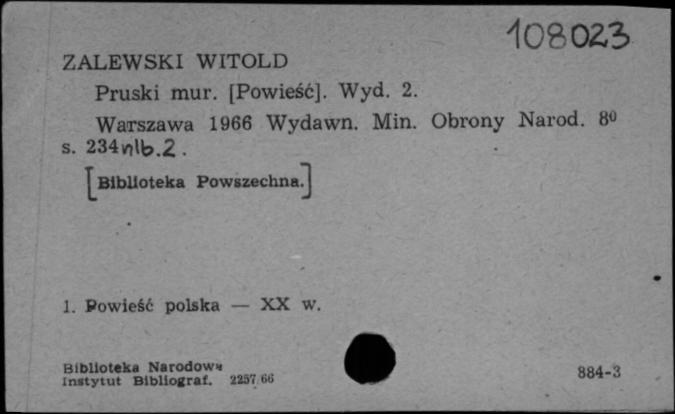 108023
ZALEWSKI WITOLD
Pruski mur. [Powieść]. Wyd. 2.
Warszawa 1966 Wydawn. Min. Obrony Narod. 8⁰
s. 234 nlb. 2.
[Biblioteka Powszechna.]
1. Powieść polska — XX w.
Biblioteka Narodowa
Instytut Bibliograf. 2257/66
884-3